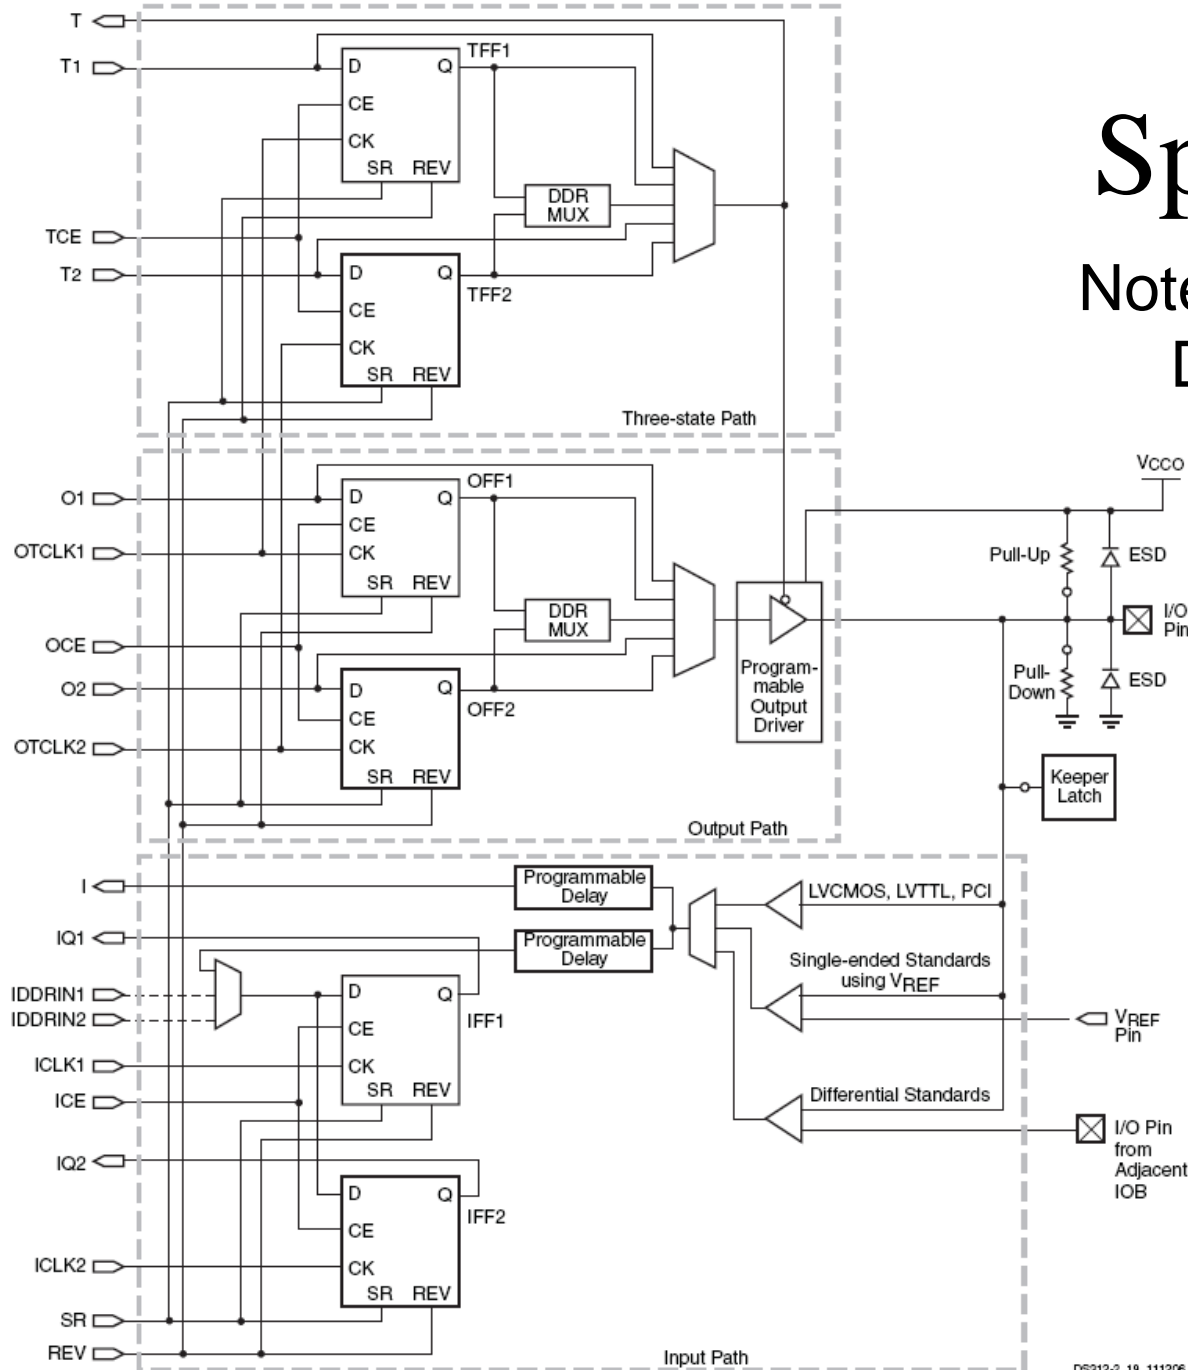 T
T1
D
Q
TFF1
CE
CK
SR REV
DDR
MUX
TCE
T2
D
Q
TFF2
CE
CK
SR REV
Three-state Path
O1
D
Q
OFF1
CE
OTCLK1
CK
SR REV
DDR
MUX
OCE
O2
D
Q
OFF2
CE
OTCLK2
CK
SR REV
Program-
mable
Output
Driver
Output Path
VCCO
Pull-Up
ESD
I/O
Pin
Pull-
Down
ESD
Keeper
Latch
I
Programmable
Delay
LVCMOS, LVTTL, PCI
IQ1
Programmable
Delay
Single-ended Standards
using VREF
IDDRIN1
IDDRIN2
D
Q
IFF1
CE
VREF
Pin
ICLK1
CK
SR REV
ICE
Differential Standards
I/O Pin
from
Adjacent
IOB
IQ2
D
Q
IFF2
CE
ICLK2
CK
SR REV
SR
REV
Input Path
Sp
Note
D